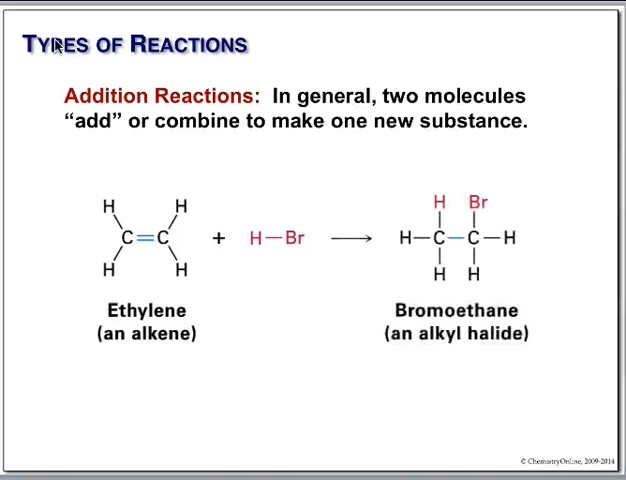 TYPES OF REACTIONS
Addition Reactions: In general, two molecules
“add” or combine to make one new substance.
H H H Br
C=C + H—Br ⟶ H—C—C—H
H H H H
Ethylene Bromoethane
(an alkene) (an alkyl halide)
© ChemistryOnline, 2009-2014